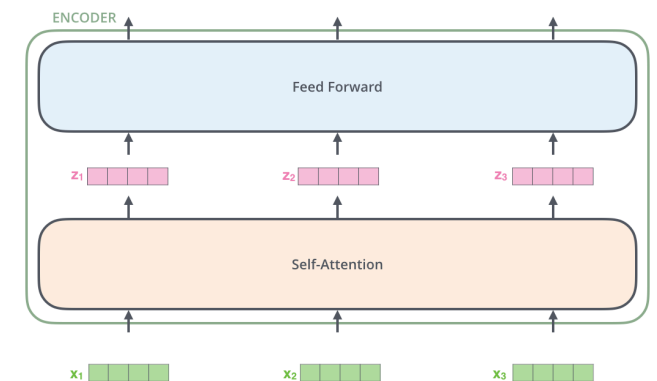 ENCODER
Feed Forward
z₁ z₂ z₃
Self-Attention
x₁ x₂ x₃